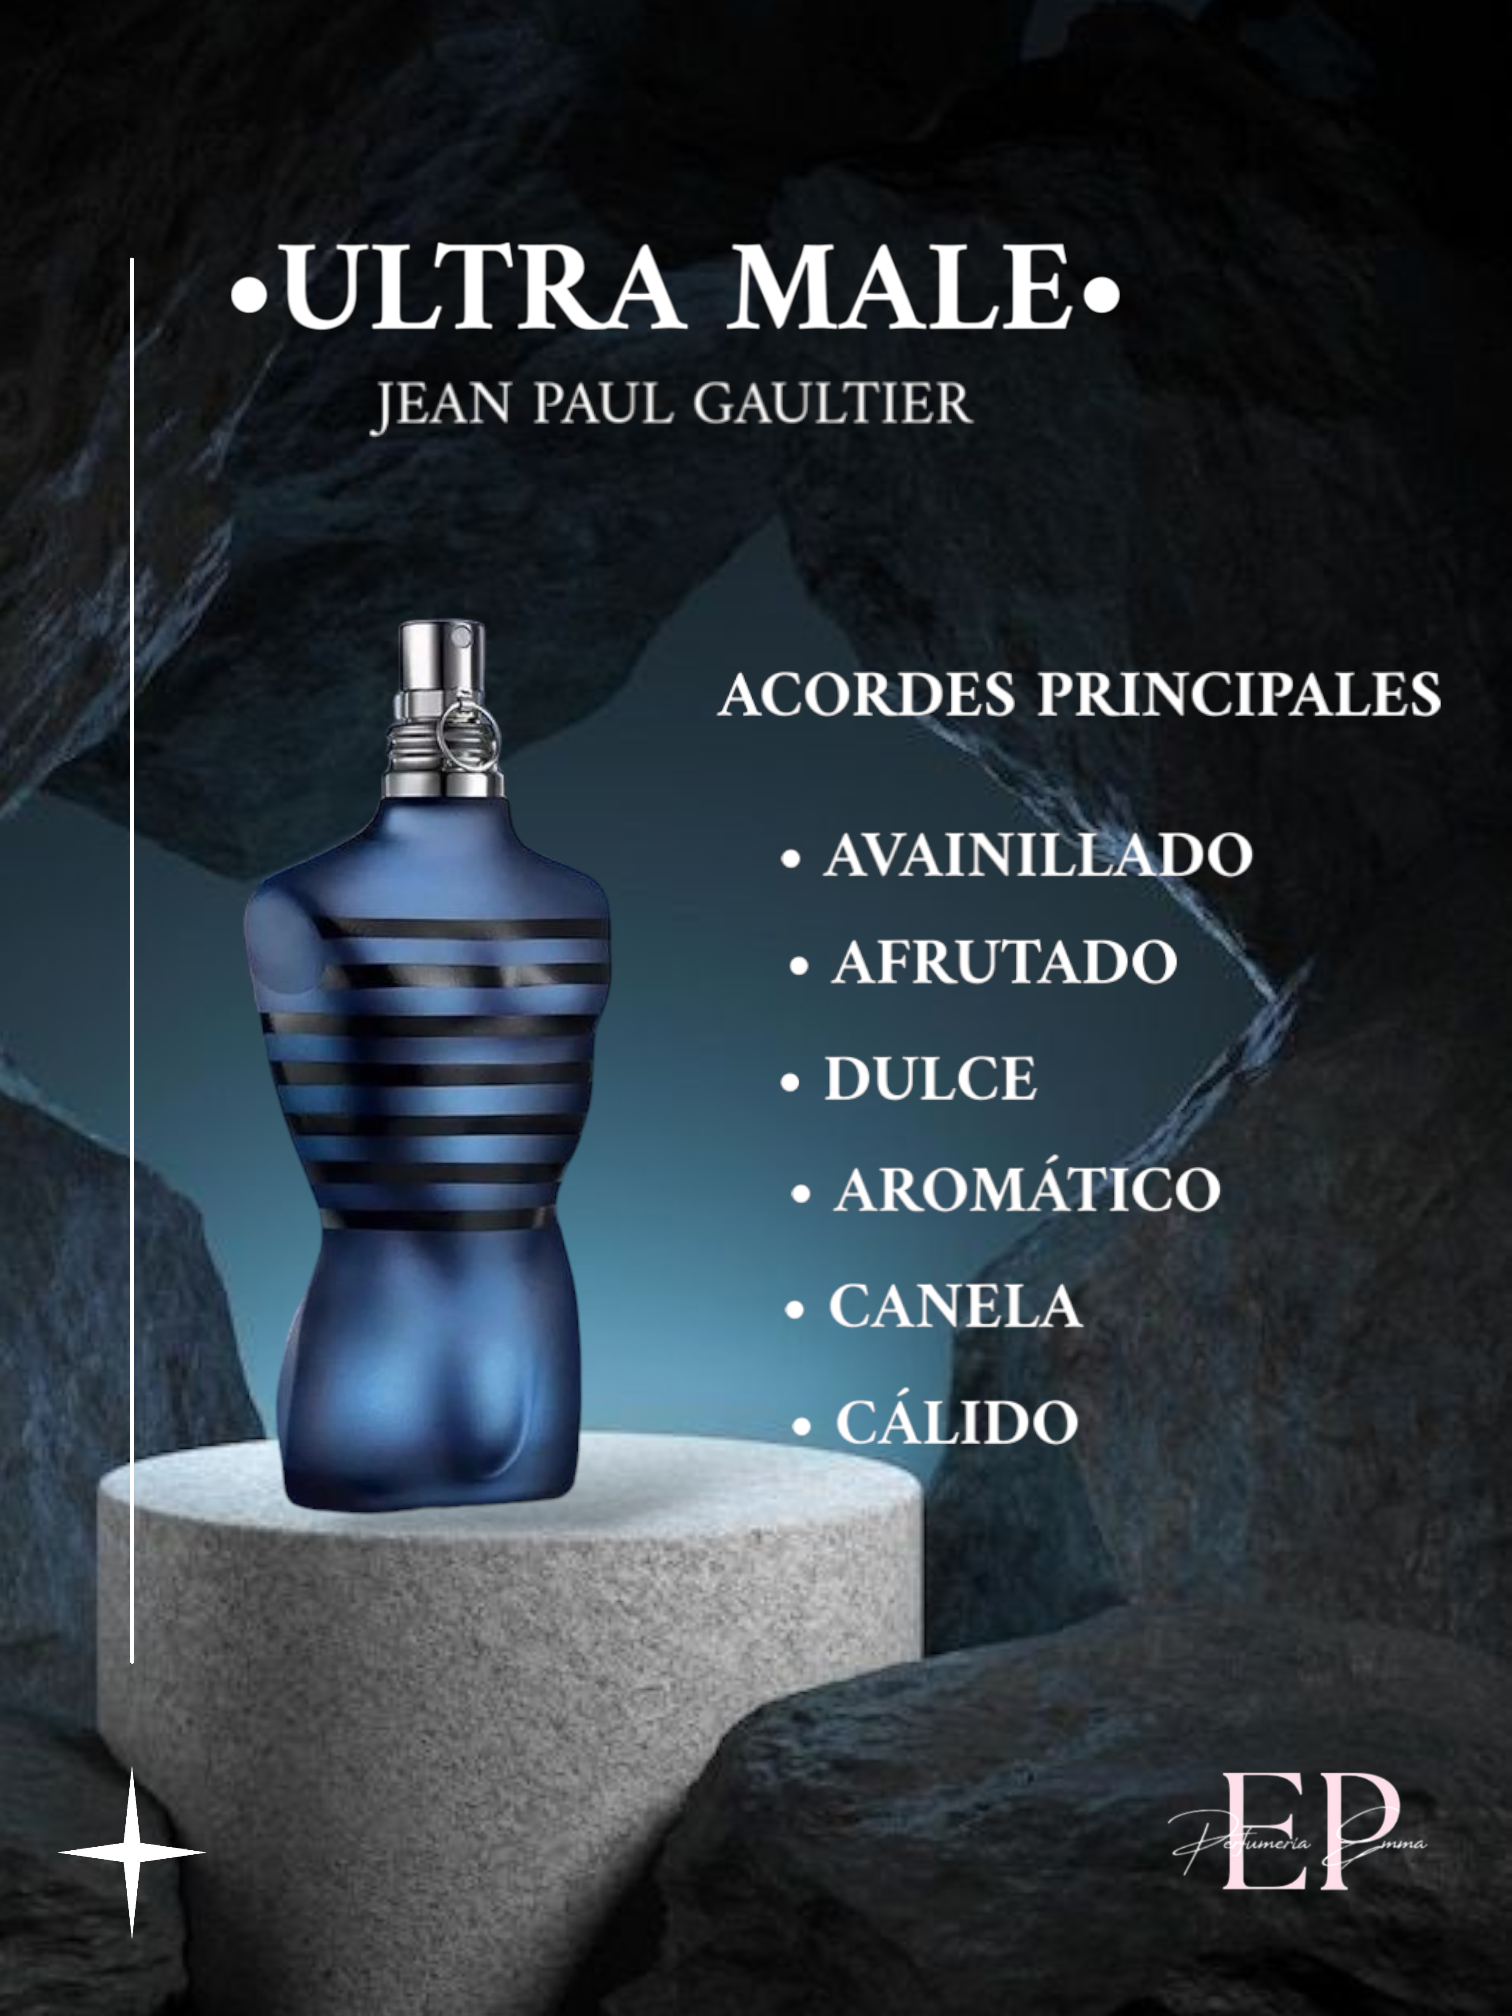 •ULTRA MALE•
JEAN PAUL GAULTIER
ACORDES PRINCIPALES
• AVAINILLADO
• AFRUTADO
• DULCE
• AROMÁTICO
• CANELA
• CÁLIDO
EP
Perfumeria Emma